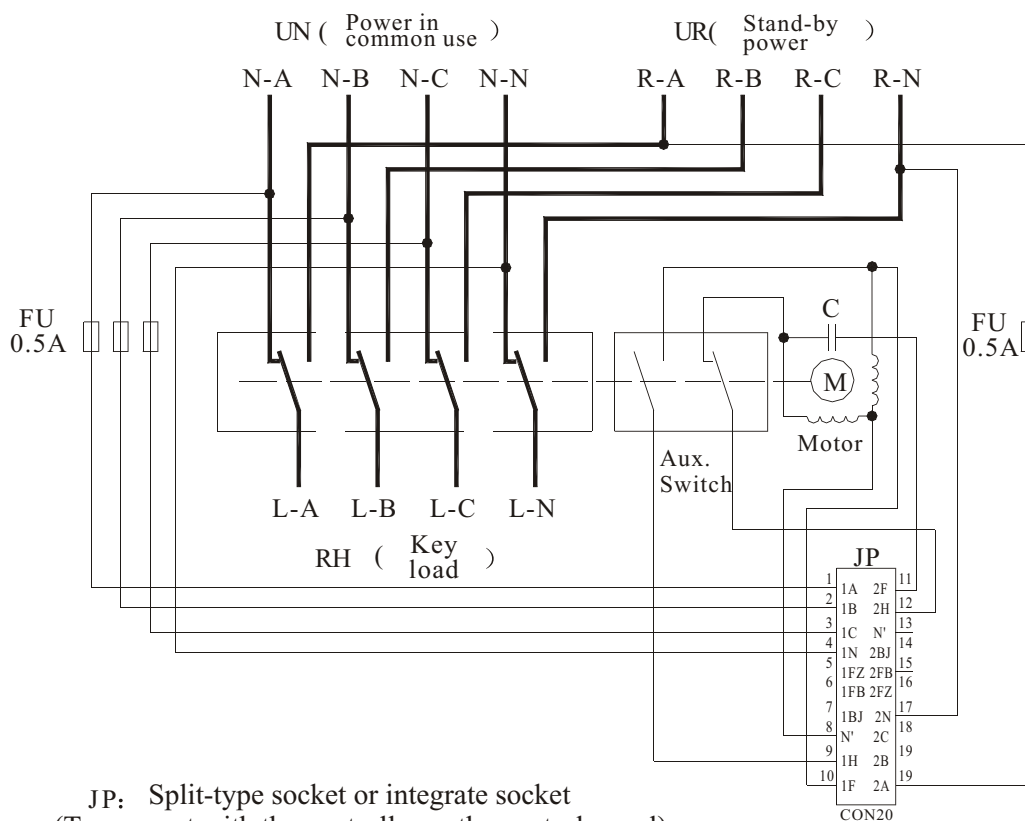 UN ( Power in common use )
UR( Stand-by power )
N-A N-B N-C N-N R-A R-B R-C R-N
FU
0.5A
C
FU
0.5A
M
Motor
Aux.
Switch
L-A L-B L-C L-N
RH ( Key load )
JP
1 1A 2F 11
2 1B 2H 12
3 1C N' 13
4 1N 2BJ 14
5 1FZ 2FB 15
6 1FB 2FZ 16
7 1BJ 2N 17
8 N' 2C 18
9 1H 2B 19
10 1F 2A 19
CON20
JP: Split-type socket or integrate socket